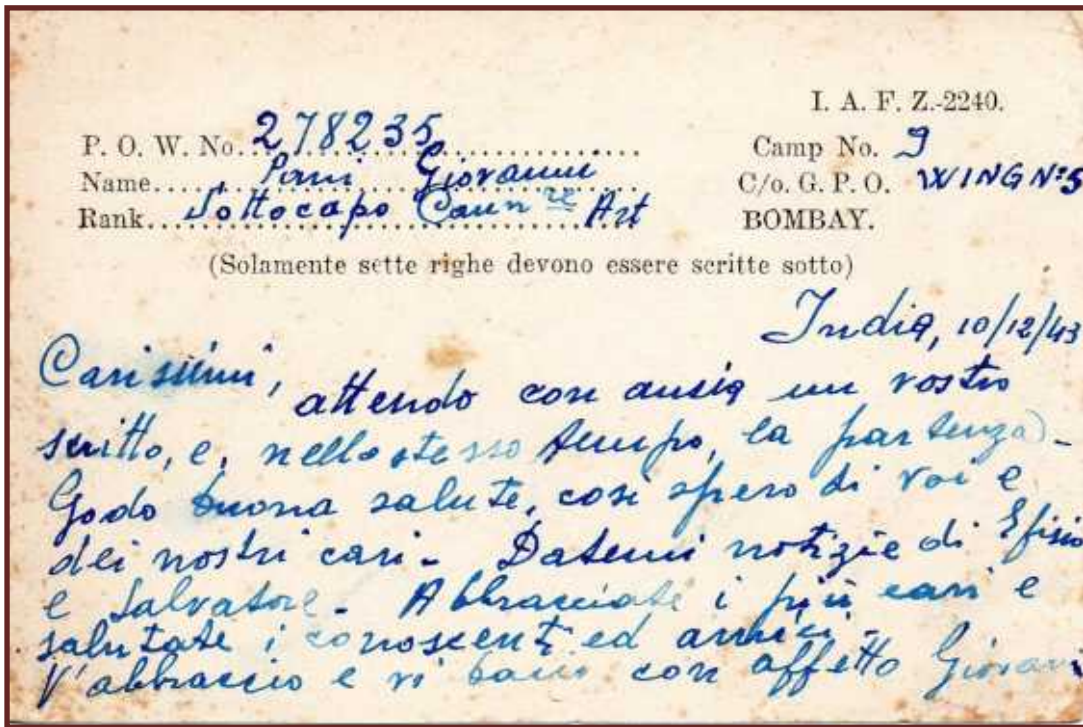 I. A. F. Z.-2240.
P. O. W. No. 278235 Camp No. 9
Name Giovanni C/o. G. P. O. WING Nº5
Rank Sottocapo Cann re Art BOMBAY.
(Solamente sette righe devono essere scritte sotto)
India, 10/12/43
Carissimi, attendo con ansia un vostro
scritto, e, nello stesso tempo, la partenza -
Godo buona salute, così spero di voi e
dei nostri cari - Datemi notizie di Efisio
e Salvatore - Abbracciate i più cari e
salutate i conoscenti ed amici -
V'abbraccio e vi bacio con affetto Giovanni